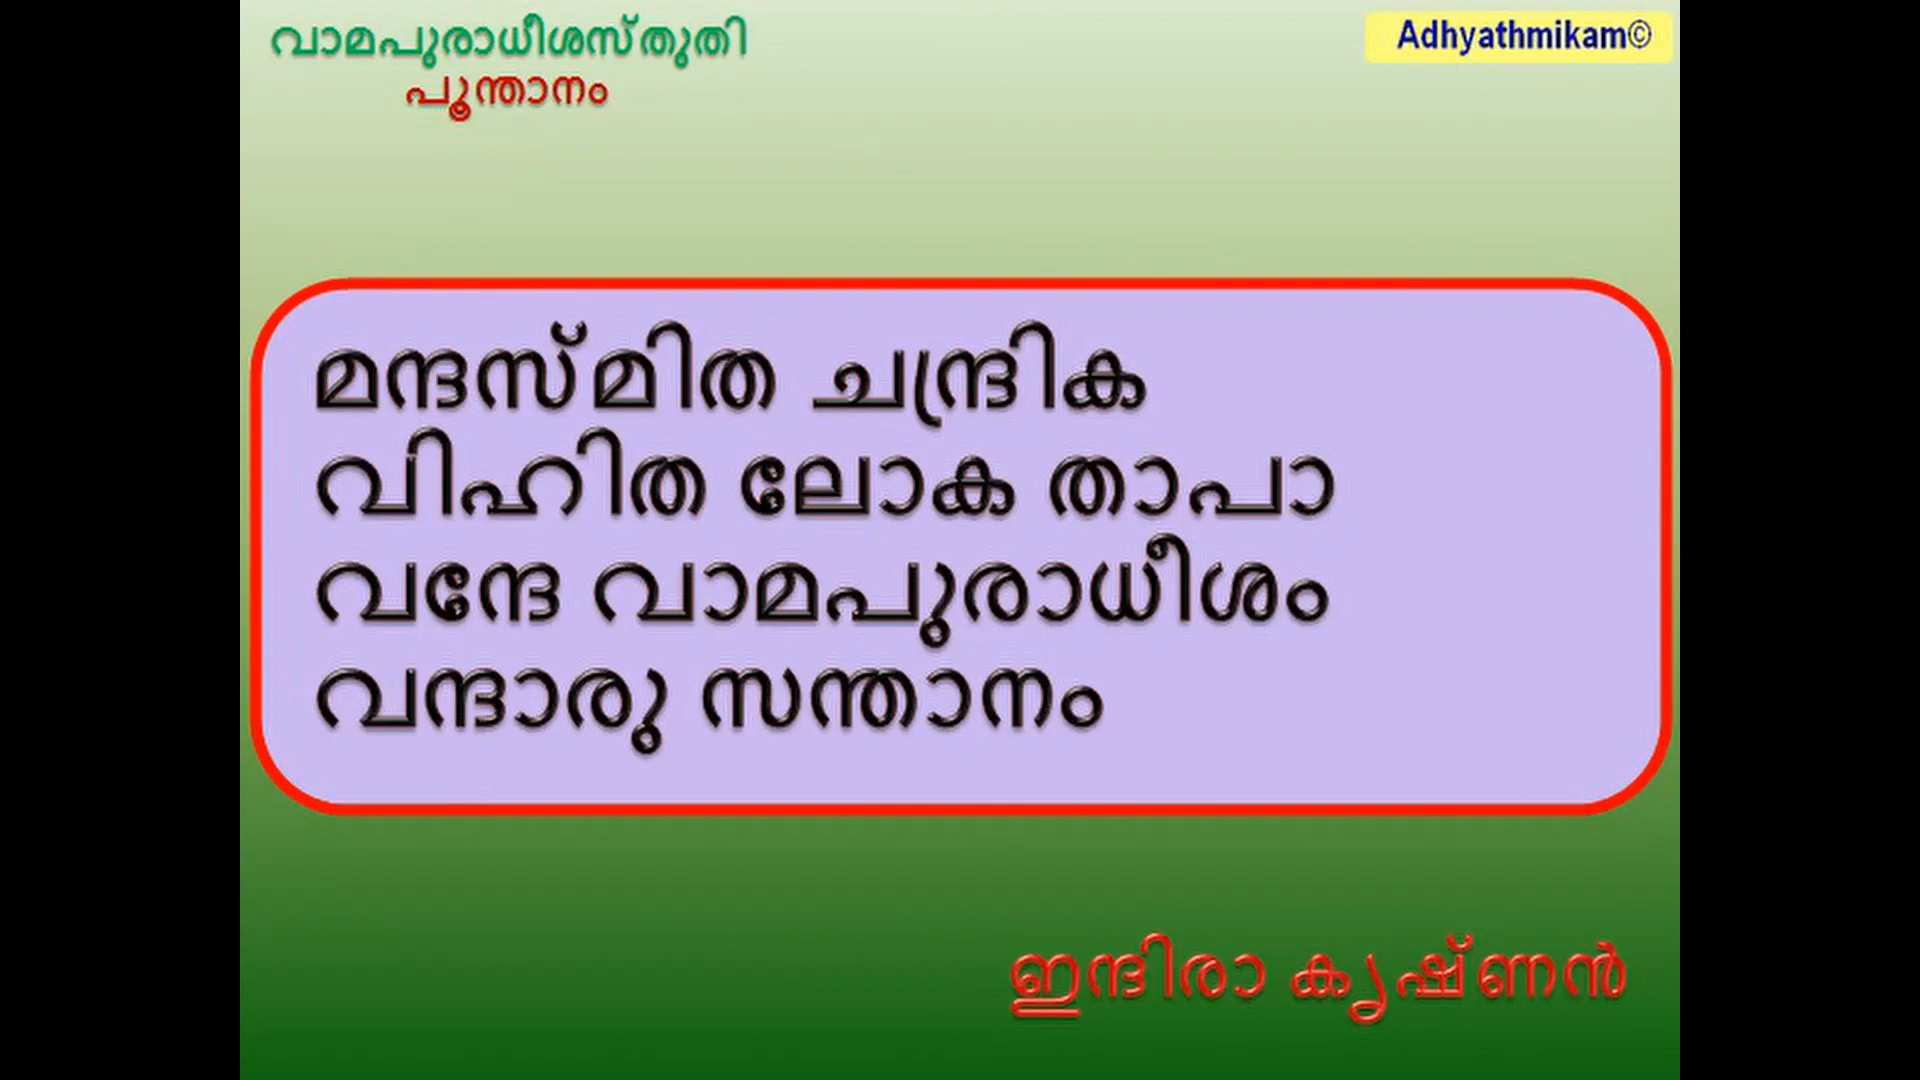 വാമപുരാധീശസ്തുതി
പൂന്താനം
Adhyathmikam©
മന്ദസ്മിത ചന്ദ്രിക
വിഹിത ലോക താപാ
വന്ദേ വാമപുരാധീശം
വന്ദാരു സന്താനം
ഇന്ദിരാ കൃഷ്ണൻ